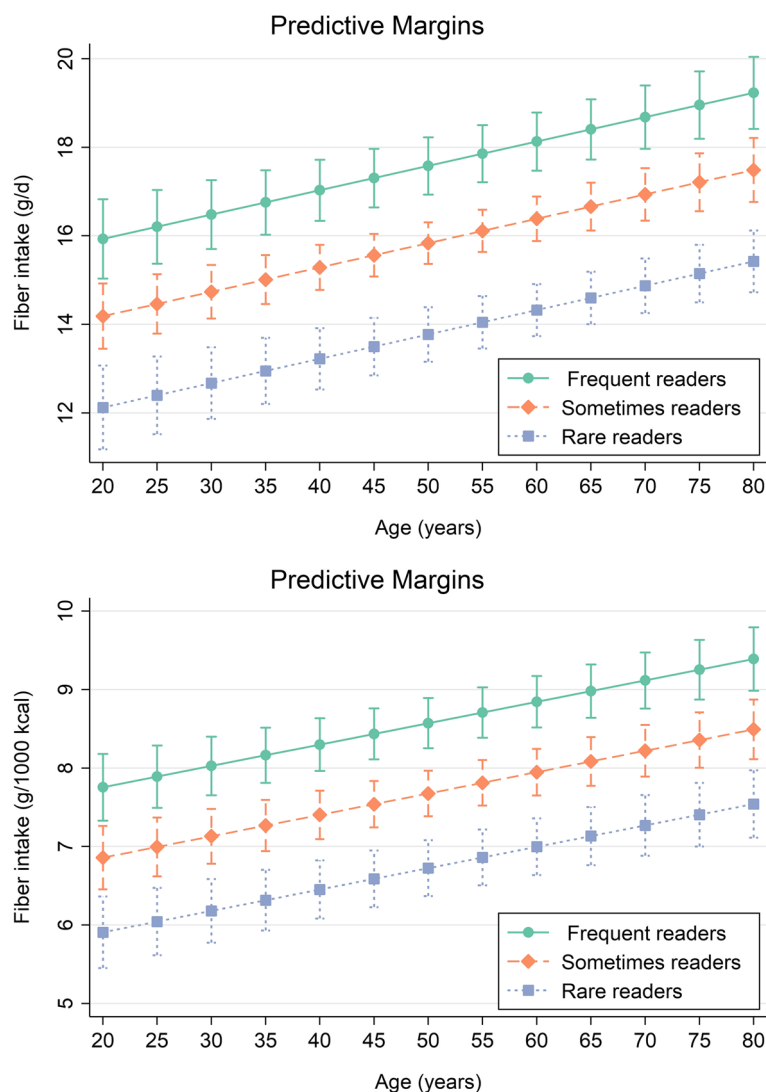 Predictive Margins
Fiber intake (g/d)
20
18
16
14
12
Frequent readers
Sometimes readers
Rare readers
20 25 30 35 40 45 50 55 60 65 70 75 80
Age (years)
Predictive Margins
Fiber intake (g/1000 kcal)
10
9
8
7
6
5
Frequent readers
Sometimes readers
Rare readers
20 25 30 35 40 45 50 55 60 65 70 75 80
Age (years)